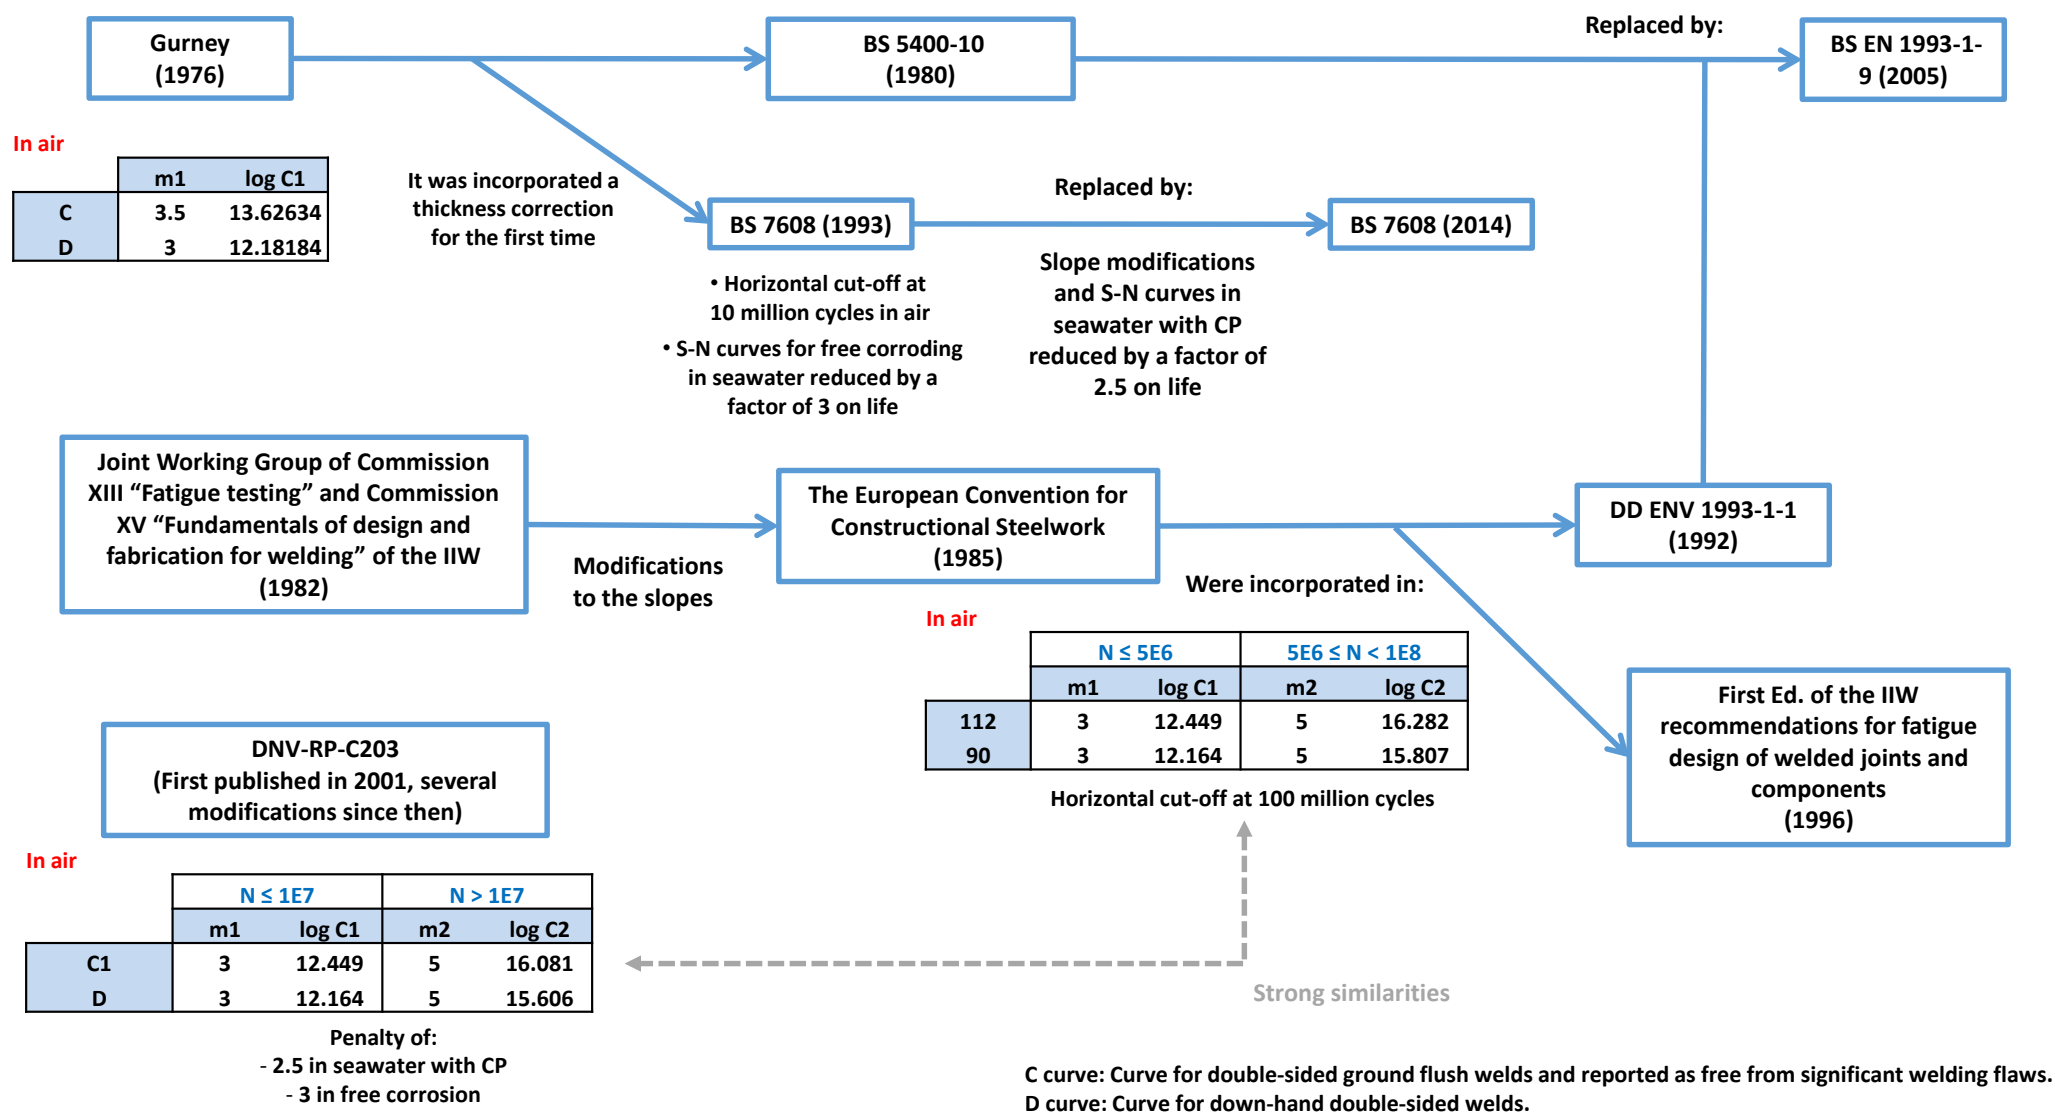 Gurney
(1976)
BS 5400-10
(1980)
Replaced by:
BS EN 1993-1-
9 (2005)
In air
m1 log C1
C 3.5 13.62634
D 3 12.18184
It was incorporated a
thickness correction
for the first time
BS 7608 (1993)
Replaced by:
BS 7608 (2014)
• Horizontal cut-off at
10 million cycles in air
• S-N curves for free corroding
in seawater reduced by a
factor of 3 on life
Slope modifications
and S-N curves in
seawater with CP
reduced by a factor of
2.5 on life
Joint Working Group of Commission
XIII “Fatigue testing” and Commission
XV “Fundamentals of design and
fabrication for welding” of the IIW
(1982)
Modifications
to the slopes
The European Convention for
Constructional Steelwork
(1985)
Were incorporated in:
DD ENV 1993-1-1
(1992)
In air
N ≤ 5E6 5E6 ≤ N < 1E8
m1 log C1 m2 log C2
112 3 12.449 5 16.282
90 3 12.164 5 15.807
Horizontal cut-off at 100 million cycles
First Ed. of the IIW
recommendations for fatigue
design of welded joints and
components
(1996)
DNV-RP-C203
(First published in 2001, several
modifications since then)
In air
N ≤ 1E7 N > 1E7
m1 log C1 m2 log C2
C1 3 12.449 5 16.081
D 3 12.164 5 15.606
Penalty of:
- 2.5 in seawater with CP
- 3 in free corrosion
Strong similarities
C curve: Curve for double-sided ground flush welds and reported as free from significant welding flaws.
D curve: Curve for down-hand double-sided welds.